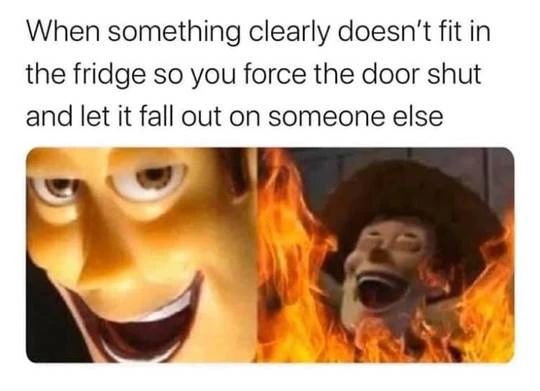 When something clearly doesn’t fit in
the fridge so you force the door shut
and let it fall out on someone else